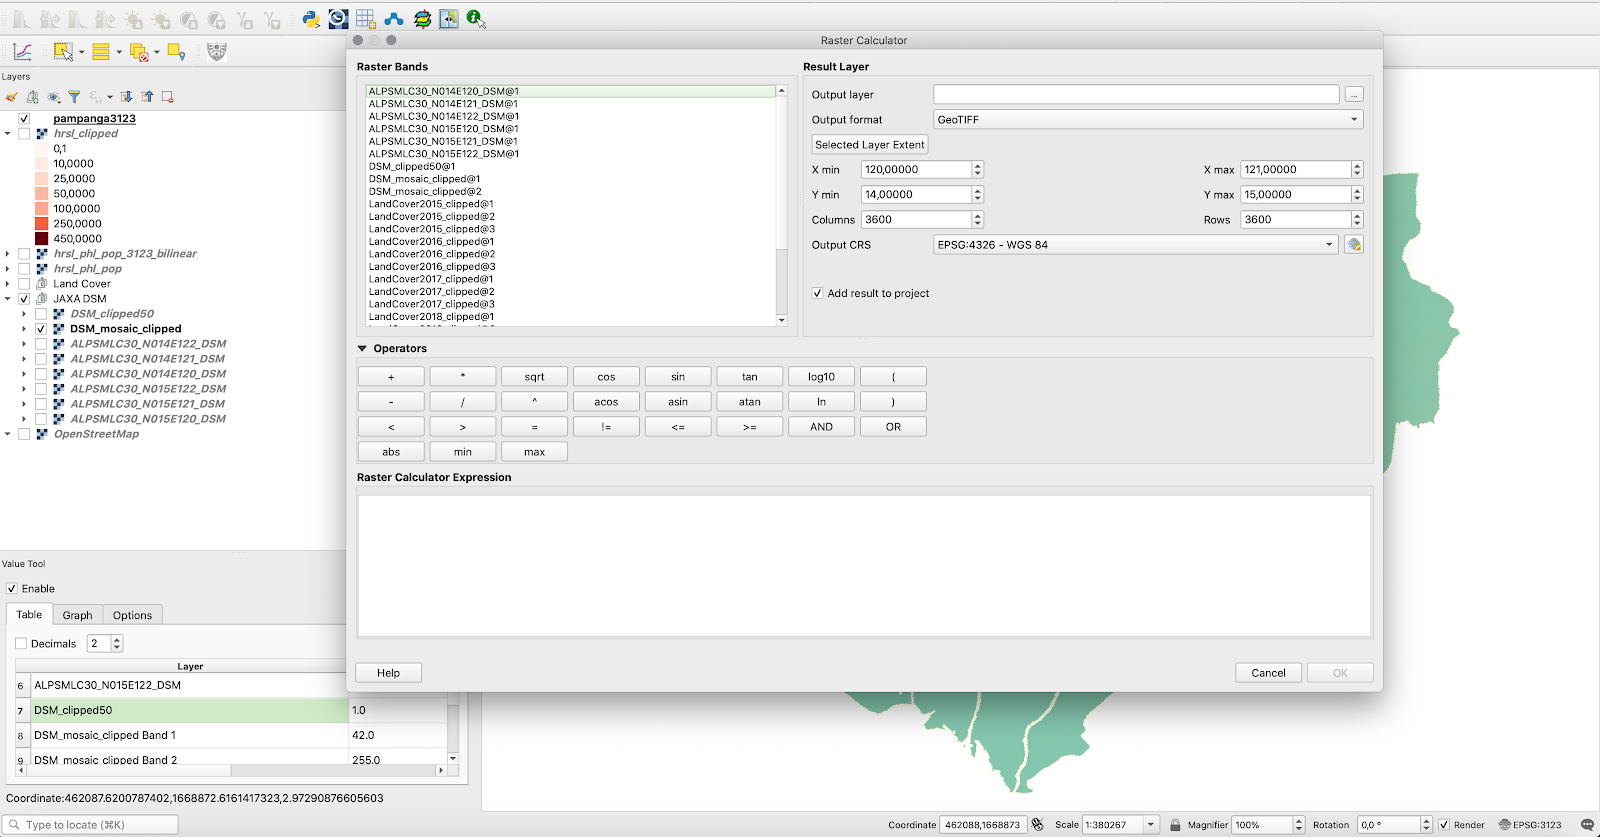 Raster Calculator
Layers
pampanga3123
hrsl_clipped
0,1
10,0000
25,0000
50,0000
100,0000
250,0000
450,0000
hrsl_phl_pop_3123_bilinear
hrsl_phl_pop
Land Cover
JAXA DSM
DSM_clipped50
DSM_mosaic_clipped
ALPSMLC30_N014E122_DSM
ALPSMLC30_N014E121_DSM
ALPSMLC30_N014E120_DSM
ALPSMLC30_N015E122_DSM
ALPSMLC30_N015E121_DSM
ALPSMLC30_N015E120_DSM
OpenStreetMap
Raster Bands
ALPSMLC30_N014E120_DSM@1
ALPSMLC30_N014E121_DSM@1
ALPSMLC30_N014E122_DSM@1
ALPSMLC30_N015E120_DSM@1
ALPSMLC30_N015E121_DSM@1
ALPSMLC30_N015E122_DSM@1
DSM_clipped50@1
DSM_mosaic_clipped@1
DSM_mosaic_clipped@2
LandCover2015_clipped@1
LandCover2015_clipped@2
LandCover2015_clipped@3
LandCover2016_clipped@1
LandCover2016_clipped@2
LandCover2016_clipped@3
LandCover2017_clipped@1
LandCover2017_clipped@2
LandCover2017_clipped@3
LandCover2018_clipped@1
Result Layer
Output layer ...
Output format GeoTIFF
Selected Layer Extent
X min 120,00000 X max 121,00000
Y min 14,00000 Y max 15,00000
Columns 3600 Rows 3600
Output CRS EPSG:4326 - WGS 84
Add result to project
Operators
+ * sqrt cos sin tan log10 (
- / ^ acos asin atan ln )
< > = != <= >= AND OR
abs min max
Raster Calculator Expression
Help Cancel OK
Value Tool
Enable
Table Graph Options
Decimals 2
Layer
6 ALPSMLC30_N015E122_DSM
7 DSM_clipped50 1.0
8 DSM_mosaic_clipped Band 1 42.0
9 DSM_mosaic_clipped Band 2 255.0
Coordinate:462087.6200787402,1668872.6161417323,2.97290876605603
Type to locate (⌘K) Coordinate 462088,1668873 Scale 1:380267 Magnifier 100% Rotation 0,0 ° Render EPSG:3123